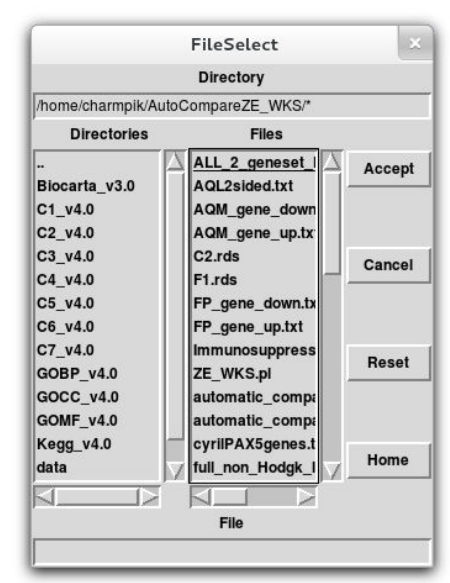 FileSelect
Directory
/home/charmpik/AutoCompareZE_WKS/*
Directories
Files
..
Biocarta_v3.0
C1_v4.0
C2_v4.0
C3_v4.0
C4_v4.0
C5_v4.0
C6_v4.0
C7_v4.0
GOBP_v4.0
GOCC_v4.0
GOMF_v4.0
Kegg_v4.0
data
ALL_2_geneset_
AQL2sided.txt
AQM_gene_down
AQM_gene_up.tx
C2.rds
F1.rds
FP_gene_down.tx
FP_gene_up.txt
Immunosuppress
ZE_WKS.pl
automatic_compa
automatic_compa
cyrilPAX5genes.t
full_non_Hodgk_
Accept
Cancel
Reset
Home
File